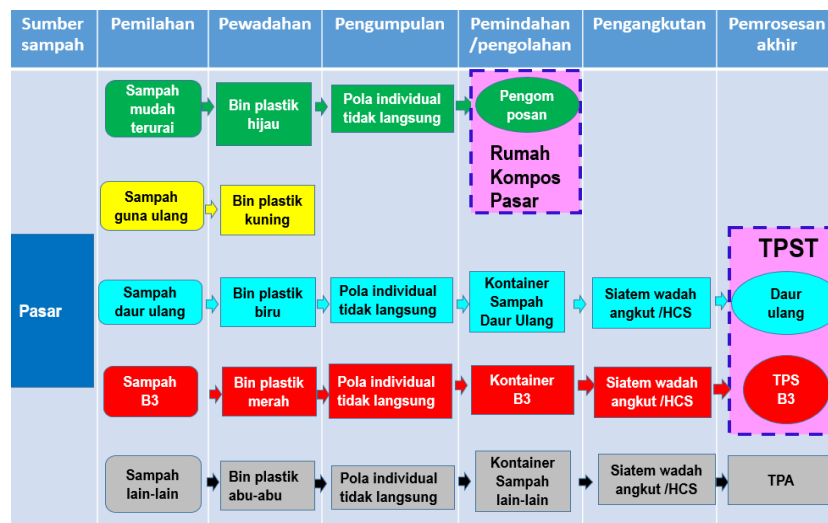 Sumber
sampah
Pemilahan
Pewadahan
Pengumpulan
Pemindahan
/pengolahan
Pengangkutan
Pemrosesan
akhir
Pasar
Sampah
mudah
terurai
Bin plastik
hijau
Pola individual
tidak langsung
Pengom
posan
Rumah
Kompos
Pasar
Sampah
guna ulang
Bin plastik
kuning
TPST
Sampah
daur ulang
Bin plastik
biru
Pola individual
tidak langsung
Kontainer
Sampah
Daur Ulang
Siatem wadah
angkut /HCS
Daur
ulang
Sampah
B3
Bin plastik
merah
Pola individual
tidak langsung
Kontainer
B3
Siatem wadah
angkut /HCS
TPS
B3
Sampah
lain-lain
Bin plastik
abu-abu
Pola individual
tidak langsung
Kontainer
Sampah
lain-lain
Siatem wadah
angkut /HCS
TPA